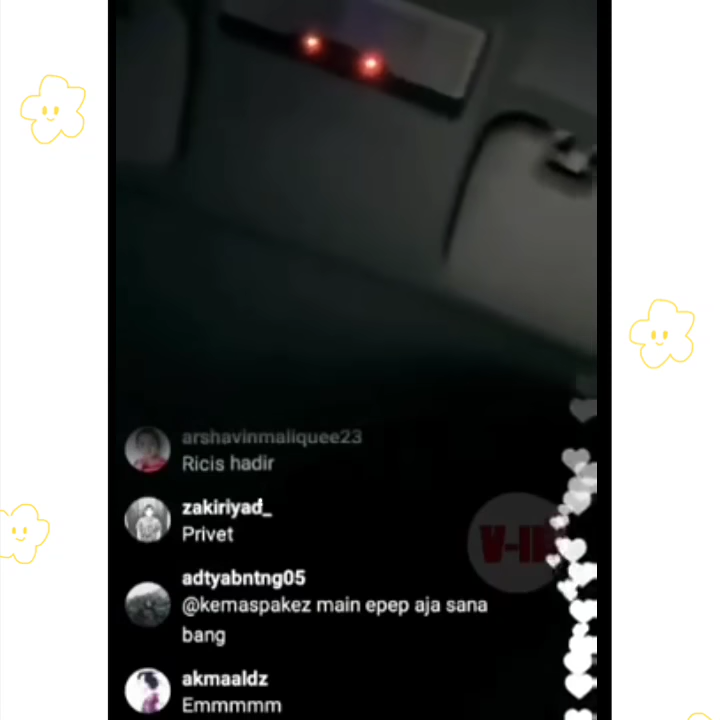 arshavinmaliquee23
Ricis hadir
zakiriyad_
Privet
adtyabntng05
@kemaspakez main epep aja sana
bang
akmaaldz
Emmmmm